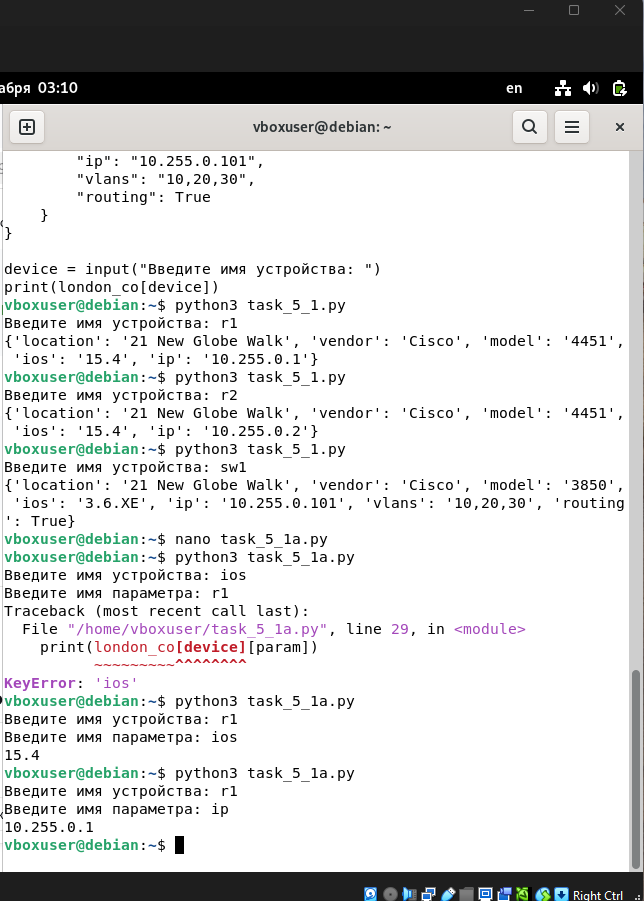 абря 03:10
en
vboxuser@debian: ~
"ip": "10.255.0.101",
"vlans": "10,20,30",
"routing": True
}
}
device = input("Введите имя устройства: ")
print(london_co[device])
vboxuser@debian:~$ python3 task_5_1.py
Введите имя устройства: r1
{'location': '21 New Globe Walk', 'vendor': 'Cisco', 'model': '4451',
'ios': '15.4', 'ip': '10.255.0.1'}
vboxuser@debian:~$ python3 task_5_1.py
Введите имя устройства: r2
{'location': '21 New Globe Walk', 'vendor': 'Cisco', 'model': '4451',
'ios': '15.4', 'ip': '10.255.0.2'}
vboxuser@debian:~$ python3 task_5_1.py
Введите имя устройства: sw1
{'location': '21 New Globe Walk', 'vendor': 'Cisco', 'model': '3850',
'ios': '3.6.XE', 'ip': '10.255.0.101', 'vlans': '10,20,30', 'routing
': True}
vboxuser@debian:~$ nano task_5_1a.py
vboxuser@debian:~$ python3 task_5_1a.py
Введите имя устройства: ios
Введите имя параметра: r1
Traceback (most recent call last):
File "/home/vboxuser/task_5_1a.py", line 29, in <module>
print(london_co[device][param])
~~~~~~~~~^^^^^^^^
KeyError: 'ios'
vboxuser@debian:~$ python3 task_5_1a.py
Введите имя устройства: r1
Введите имя параметра: ios
15.4
vboxuser@debian:~$ python3 task_5_1a.py
Введите имя устройства: r1
Введите имя параметра: ip
10.255.0.1
vboxuser@debian:~$
Right Ctrl